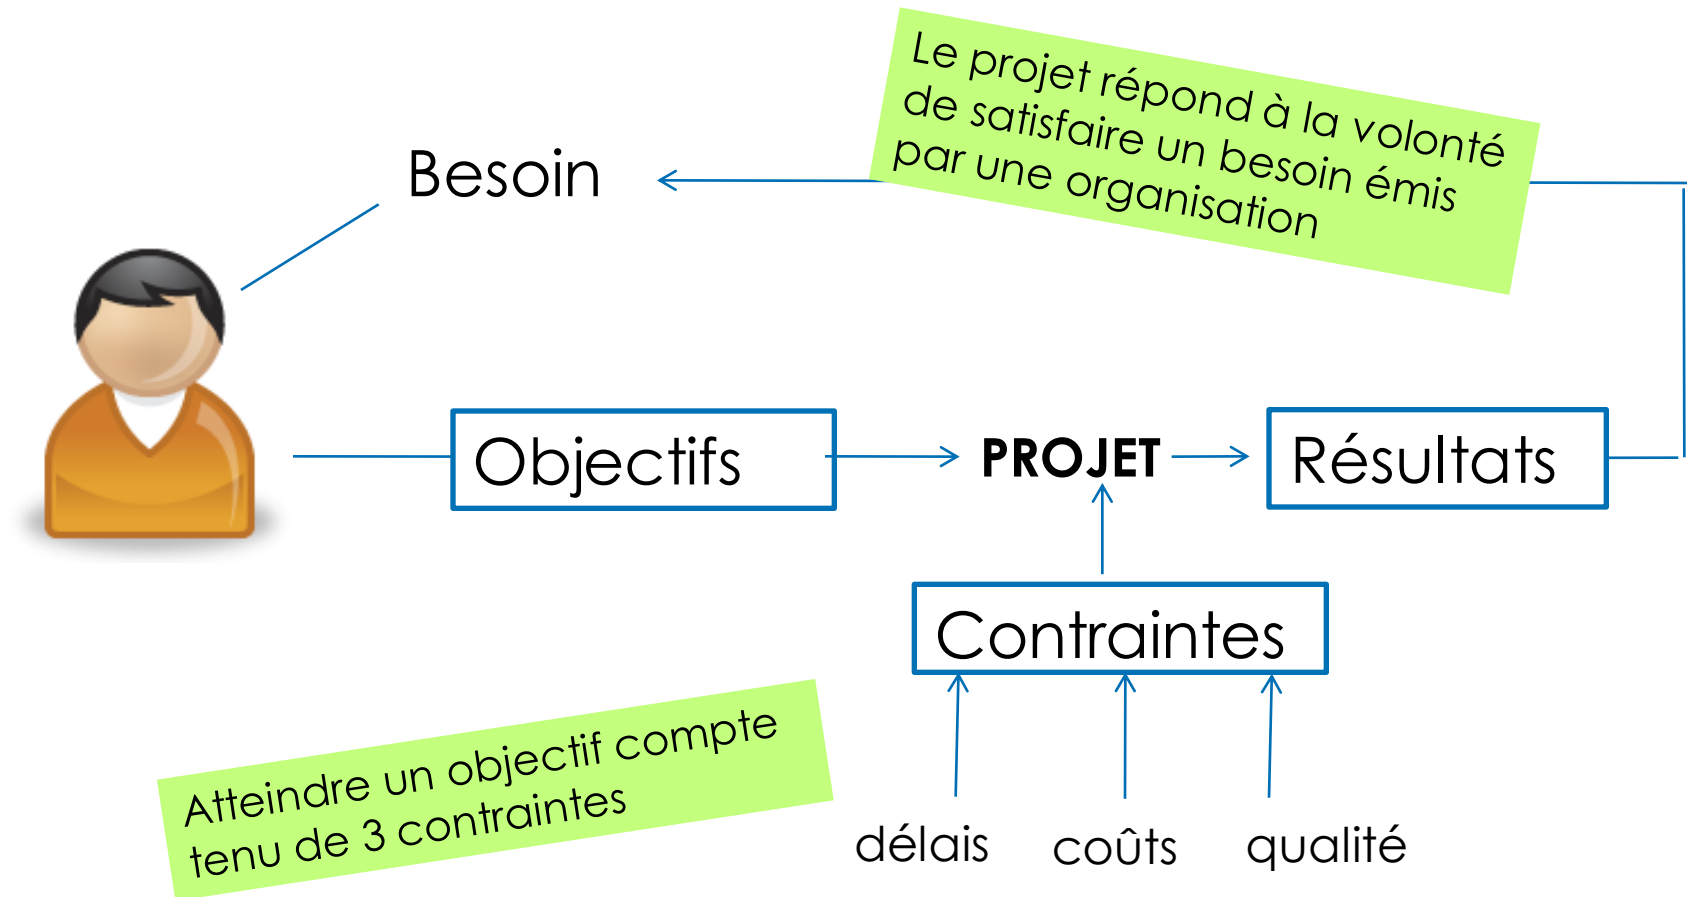 Le projet répond à la volonté
de satisfaire un besoin émis
par une organisation
Besoin
Objectifs
PROJET
Résultats
Contraintes
Atteindre un objectif compte
tenu de 3 contraintes
délais
coûts
qualité